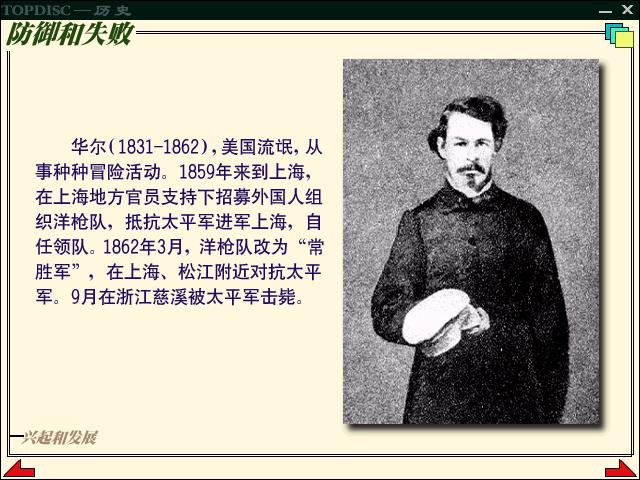 TOPDISC—历史
防御和失败
华尔(1831-1862),美国流氓,从
事种种冒险活动。1859年来到上海,
在上海地方官员支持下招募外国人组
织洋枪队,抵抗太平军进军上海,自
任领队。1862年3月,洋枪队改为“常
胜军”,在上海、松江附近对抗太平
军。9月在浙江慈溪被太平军击毙。
兴起和发展